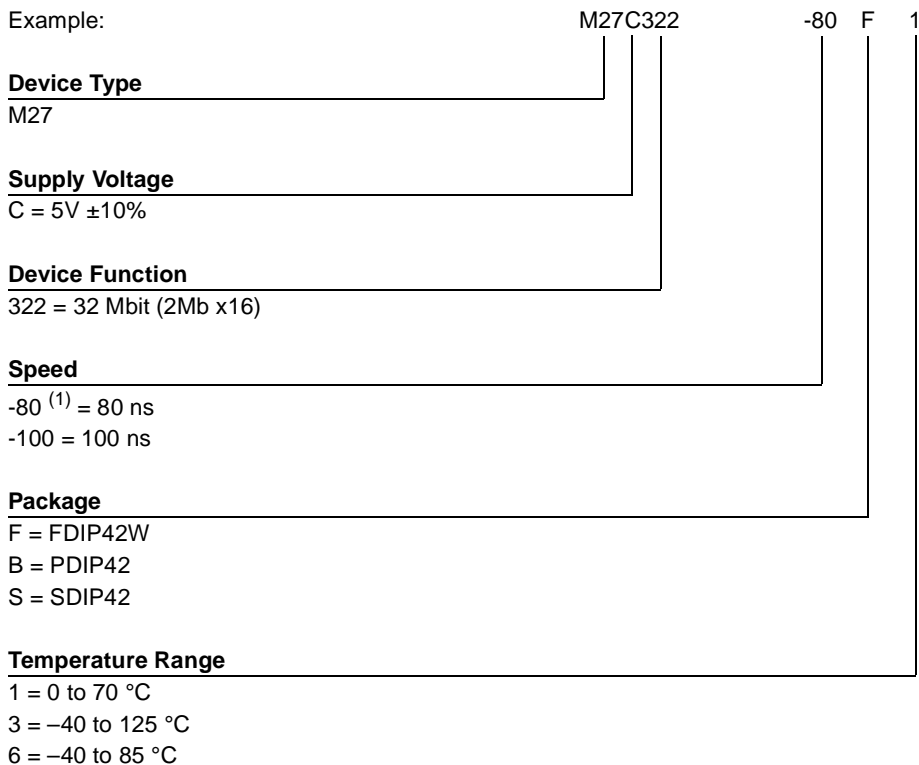 Example: M27C322 -80 F 1
Device Type
M27
Supply Voltage
C = 5V ±10%
Device Function
322 = 32 Mbit (2Mb x16)
Speed
-80 (1) = 80 ns
-100 = 100 ns
Package
F = FDIP42W
B = PDIP42
S = SDIP42
Temperature Range
1 = 0 to 70 °C
3 = –40 to 125 °C
6 = –40 to 85 °C